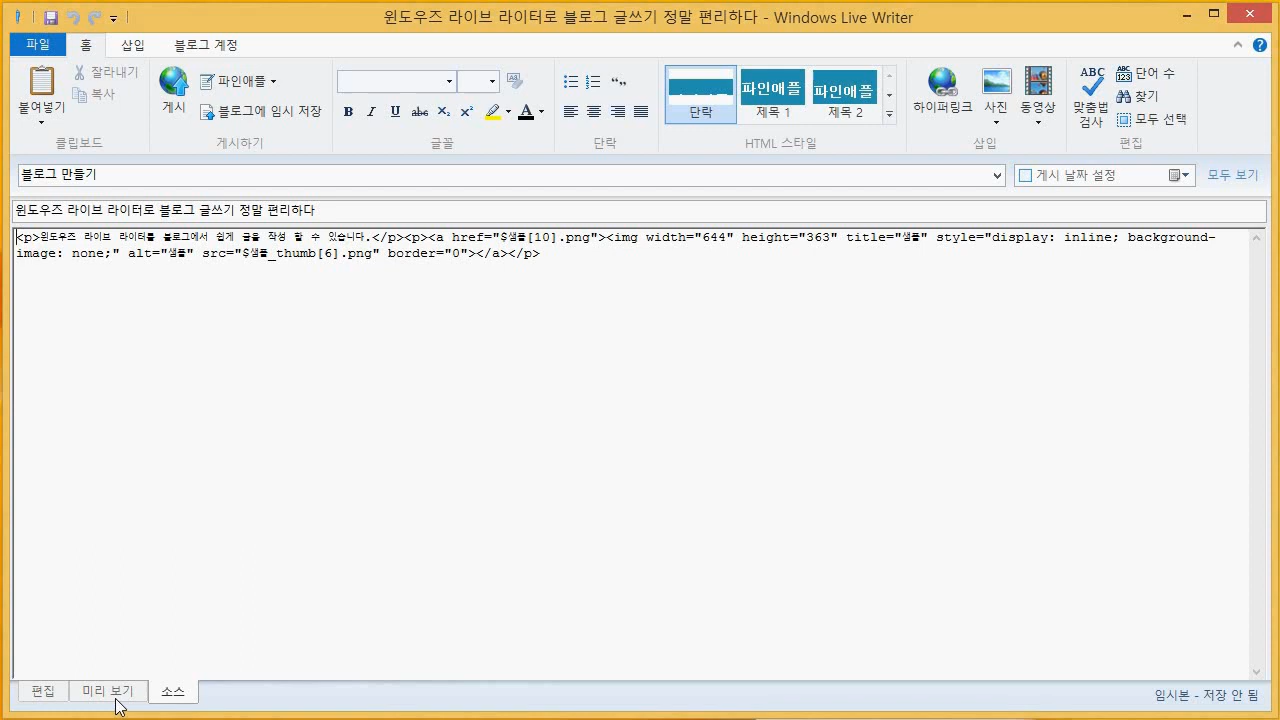 윈도우즈 라이브 라이터로 블로그 글쓰기 정말 편리하다 - Windows Live Writer
파일 홈 삽입 블로그 계정
붙여넣기 잘라내기 복사 클립보드
게시 파인애플 블로그에 임시 저장 게시하기
abc X₂ X² B I U A 글꼴
단락
단락 파인애플 제목 1 파인애플 제목 2 HTML 스타일
하이퍼링크 사진 동영상 삽입
ABC 맞춤법 검사 ABC 123 단어 수 찾기 모두 선택 편집
블로그 만들기 게시 날짜 설정 모두 보기
윈도우즈 라이브 라이터로 블로그 글쓰기 정말 편리하다
<p>윈도우즈 라이브 라이터를 블로그에서 쉽게 글을 작성 할 수 있습니다.</p><p><a href="$샘플[10].png"><img width="644" height="363" title="샘플" style="display: inline; background-
image: none;" alt="샘플" src="$샘플_thumb[6].png" border="0"></a></p>
편집 미리 보기 소스 임시본 - 저장 안 됨